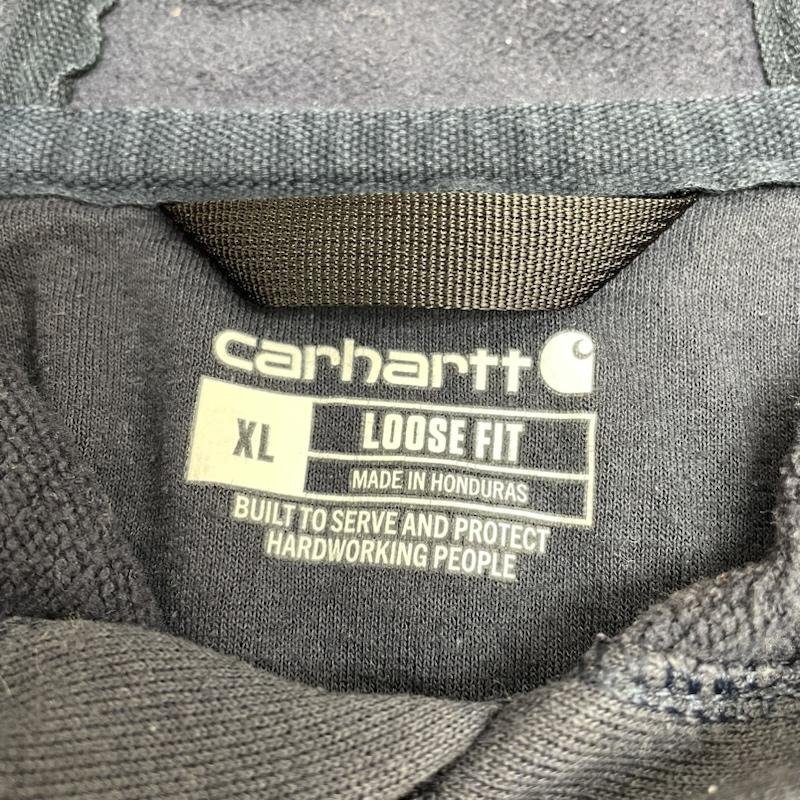 carhartt
XL
LOOSE FIT
MADE IN HONDURAS
BUILT TO SERVE AND PROTECT
HARDWORKING PEOPLE